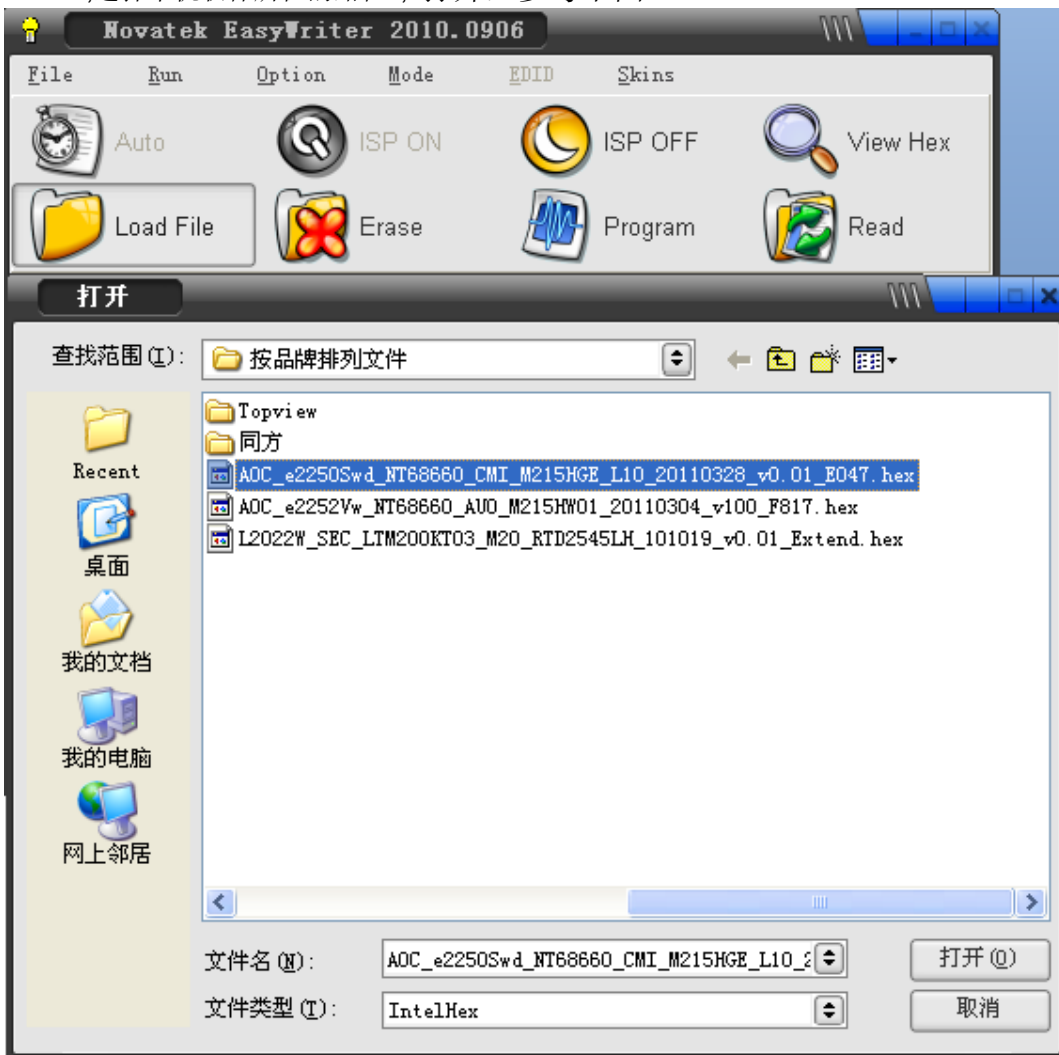 Novatek EasyWriter 2010.0906
File Run Option Mode EDID Skins
Auto ISP ON ISP OFF View Hex
Load File Erase Program Read
打开
查找范围(I): 按品牌排列文件
Topview
同方
AOC_e2250Swd_NT68660_CMI_M215HGE_L10_20110328_v0.01_E047.hex
AOC_e2252Vw_NT68660_AUO_M215HW01_20110304_v100_F817.hex
L2022W_SEC_LTM200KT03_M20_RTD2545LH_101019_v0.01_Extend.hex
Recent
桌面
我的文档
我的电脑
网上邻居
文件名(N): AOC_e2250Swd_NT68660_CMI_M215HGE_L10_2 打开(O)
文件类型(T): IntelHex 取消